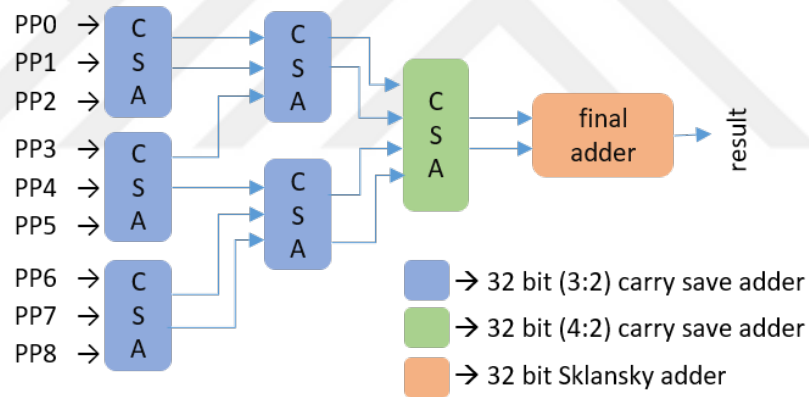 PP0 →
PP1 →
PP2 →
C
S
A
C
S
A
PP3 →
PP4 →
PP5 →
C
S
A
C
S
A
PP6 →
PP7 →
PP8 →
C
S
A
C
S
A
final
adder
result
→ 32 bit (3:2) carry save adder
→ 32 bit (4:2) carry save adder
→ 32 bit Sklansky adder